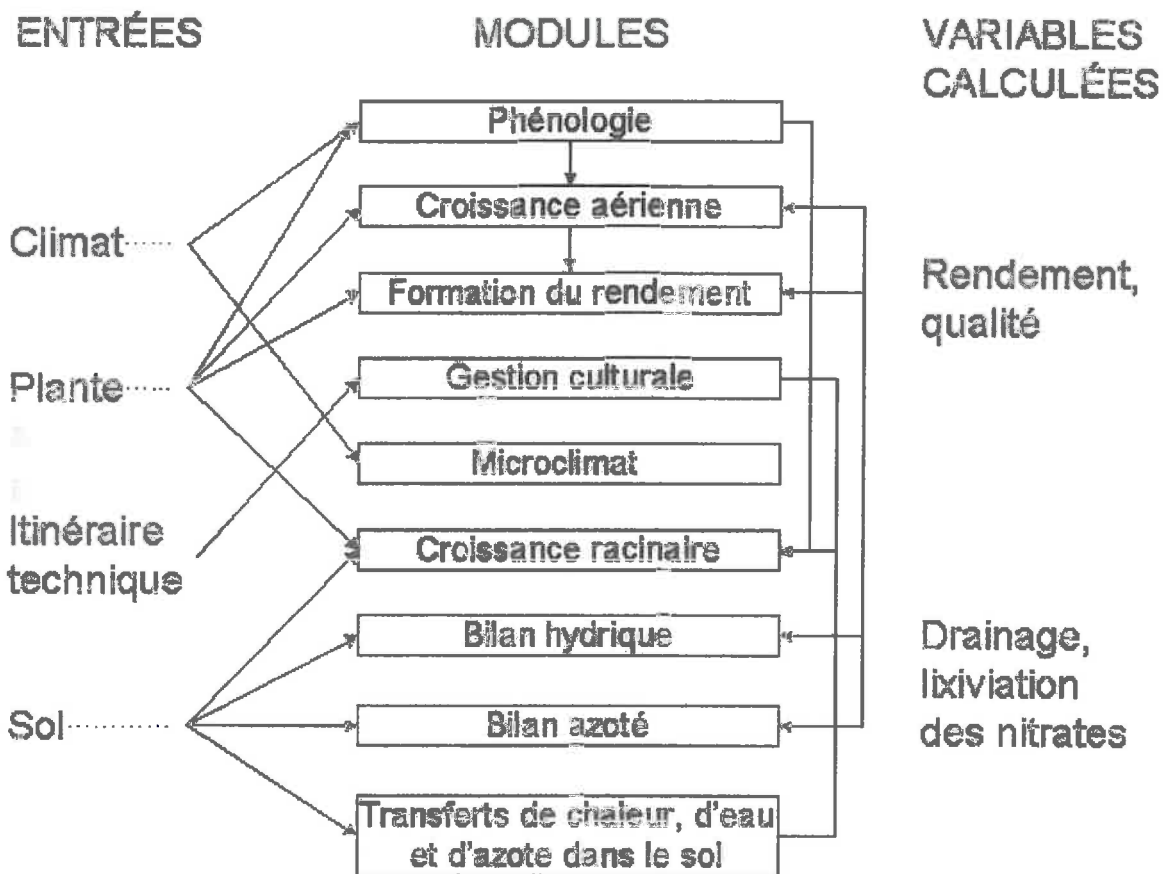 ENTRÉES
MODULES
VARIABLES
CALCULÉES
Phénologie
Croissance aérienne
Climat
Formation du rendement
Rendement,
qualité
Plante
Gestion culturale
Microclimat
Itinéraire
technique
Croissance racinaire
Bilan hydrique
Drainage,
lixiviation
des nitrates
Sol
Bilan azoté
Transferts de chaleur, d'eau
et d'azote dans le sol